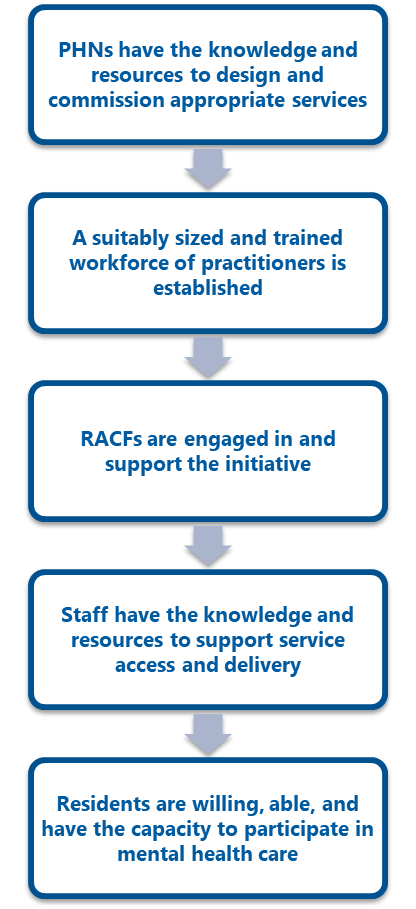 PHNs have the knowledge and
resources to design and
commission appropriate services
A suitably sized and trained
workforce of practitioners is
established
RACFs are engaged in and
support the initiative
Staff have the knowledge and
resources to support service
access and delivery
Residents are willing, able, and
have the capacity to participate in
mental health care